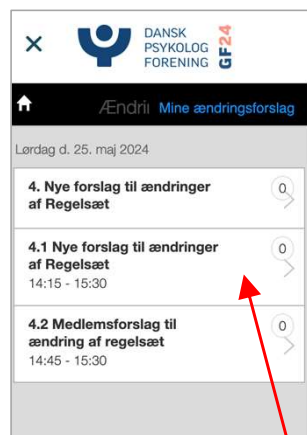 DANSK
PSYKOLOG
FORENING
GF24
Ændri Mine ændringsforslag
Lørdag d. 25. maj 2024
4. Nye forslag til ændringer
af Regelsæt
0
4.1 Nye forslag til ændringer
af Regelsæt
14:15 - 15:30
0
4.2 Medlemsforslag til
ændring af regelsæt
14:45 - 15:30
0